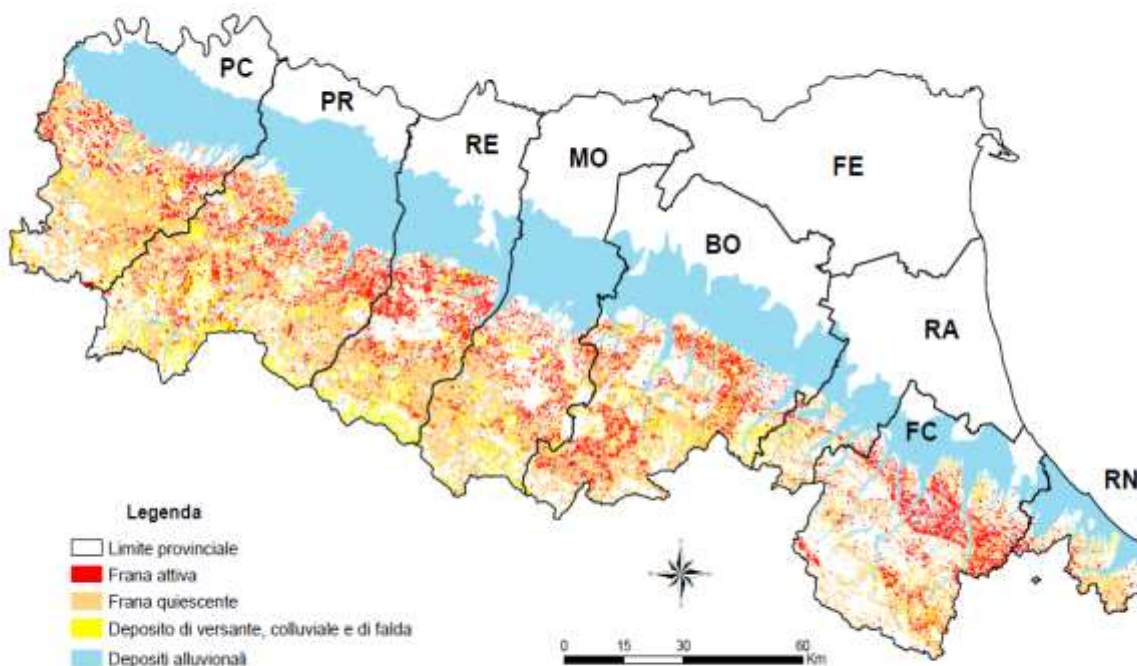 PC
PR
RE
MO
FE
BO
RA
FC
RN
Legenda
Limite provinciale
Frana attiva
Frana quiescente
Deposito di versante, colluviale e di falda
Depositi alluvionali
0 15 30 60
Km